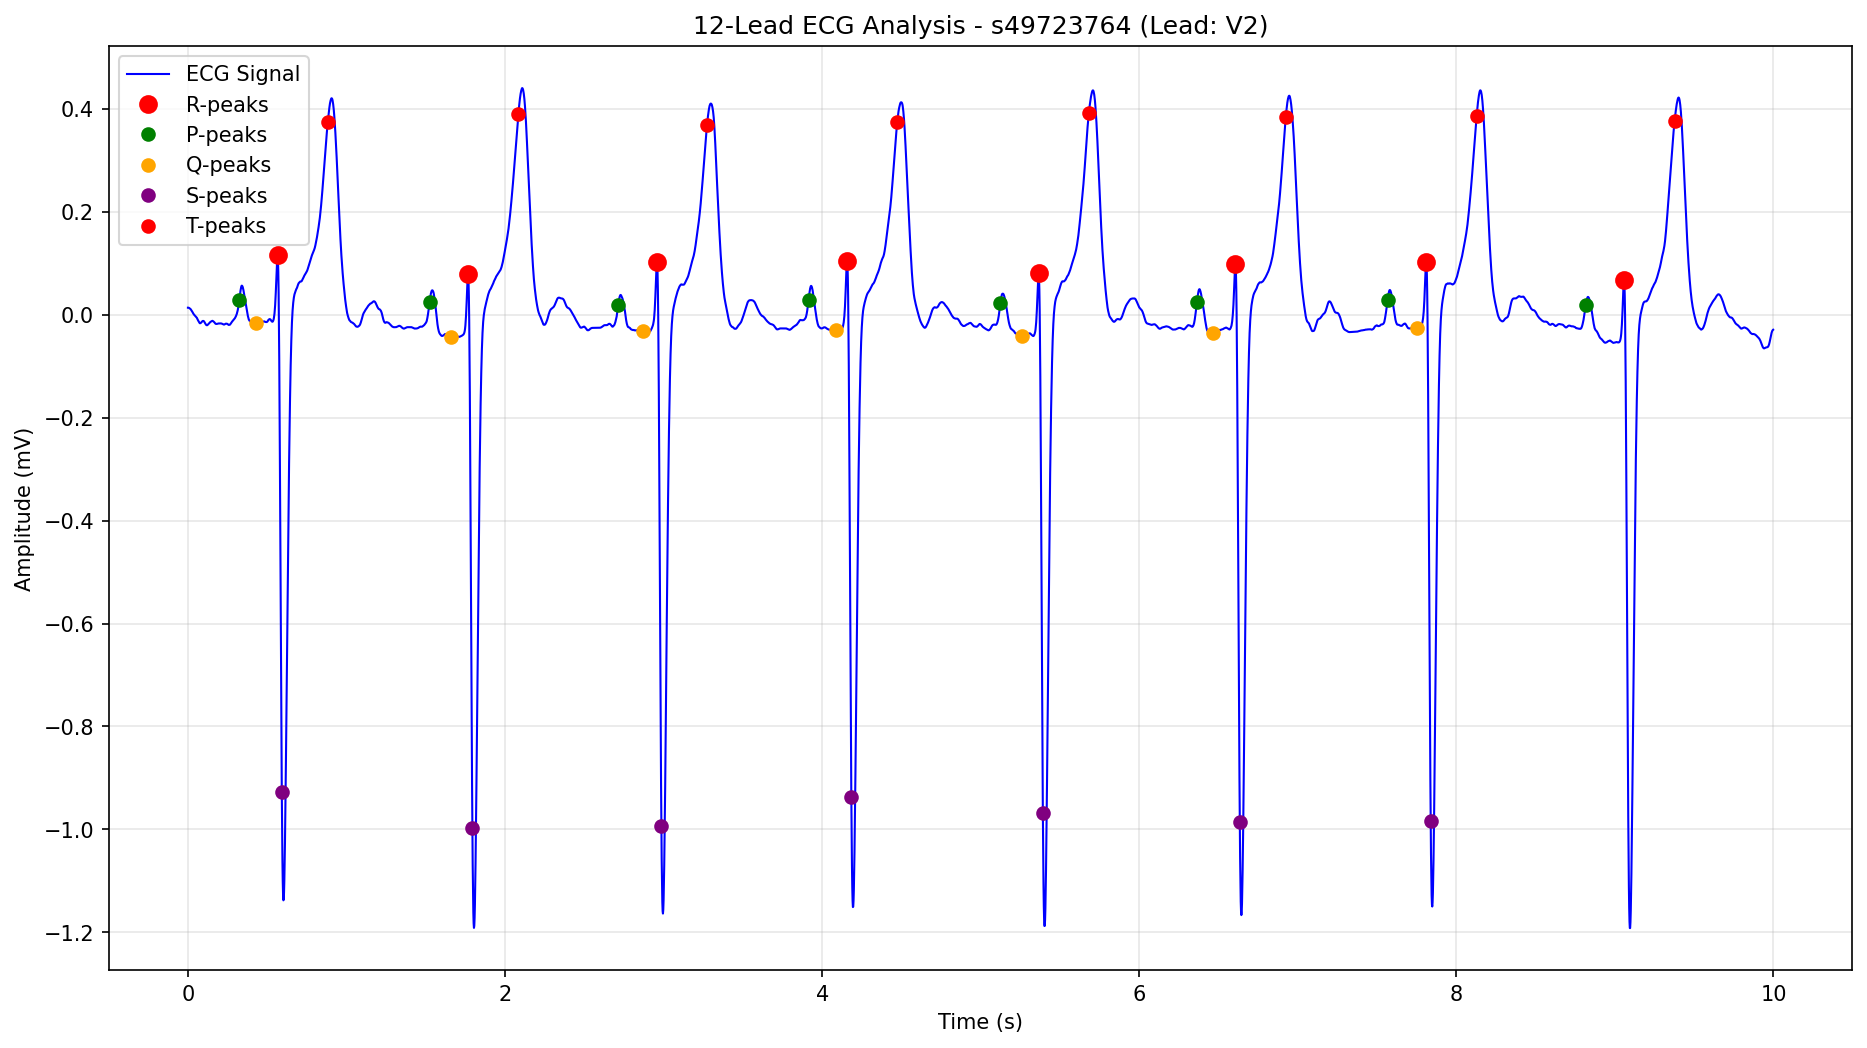 12-Lead ECG Analysis - s49723764 (Lead: V2)
ECG Signal
R-peaks
P-peaks
Q-peaks
S-peaks
T-peaks
Amplitude (mV)
0.4
0.2
0.0
−0.2
−0.4
−0.6
−0.8
−1.0
−1.2
0 2 4 6 8 10
Time (s)